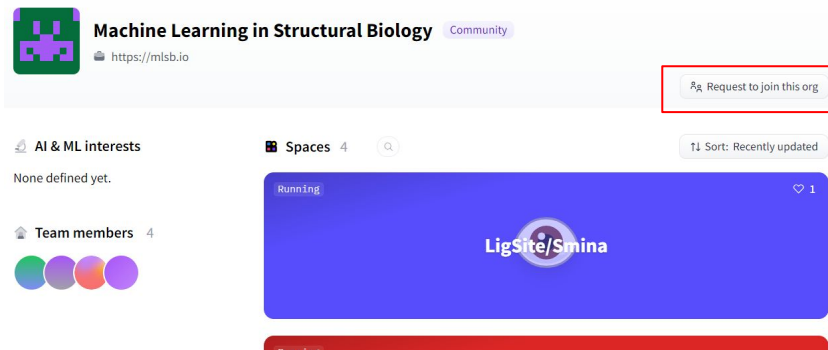 Machine Learning in Structural Biology Community
https://mlsb.io
Request to join this org
AI & ML interests
None defined yet.
Team members 4
Spaces 4
↑↓ Sort: Recently updated
Running
♡ 1
LigSite/Smina